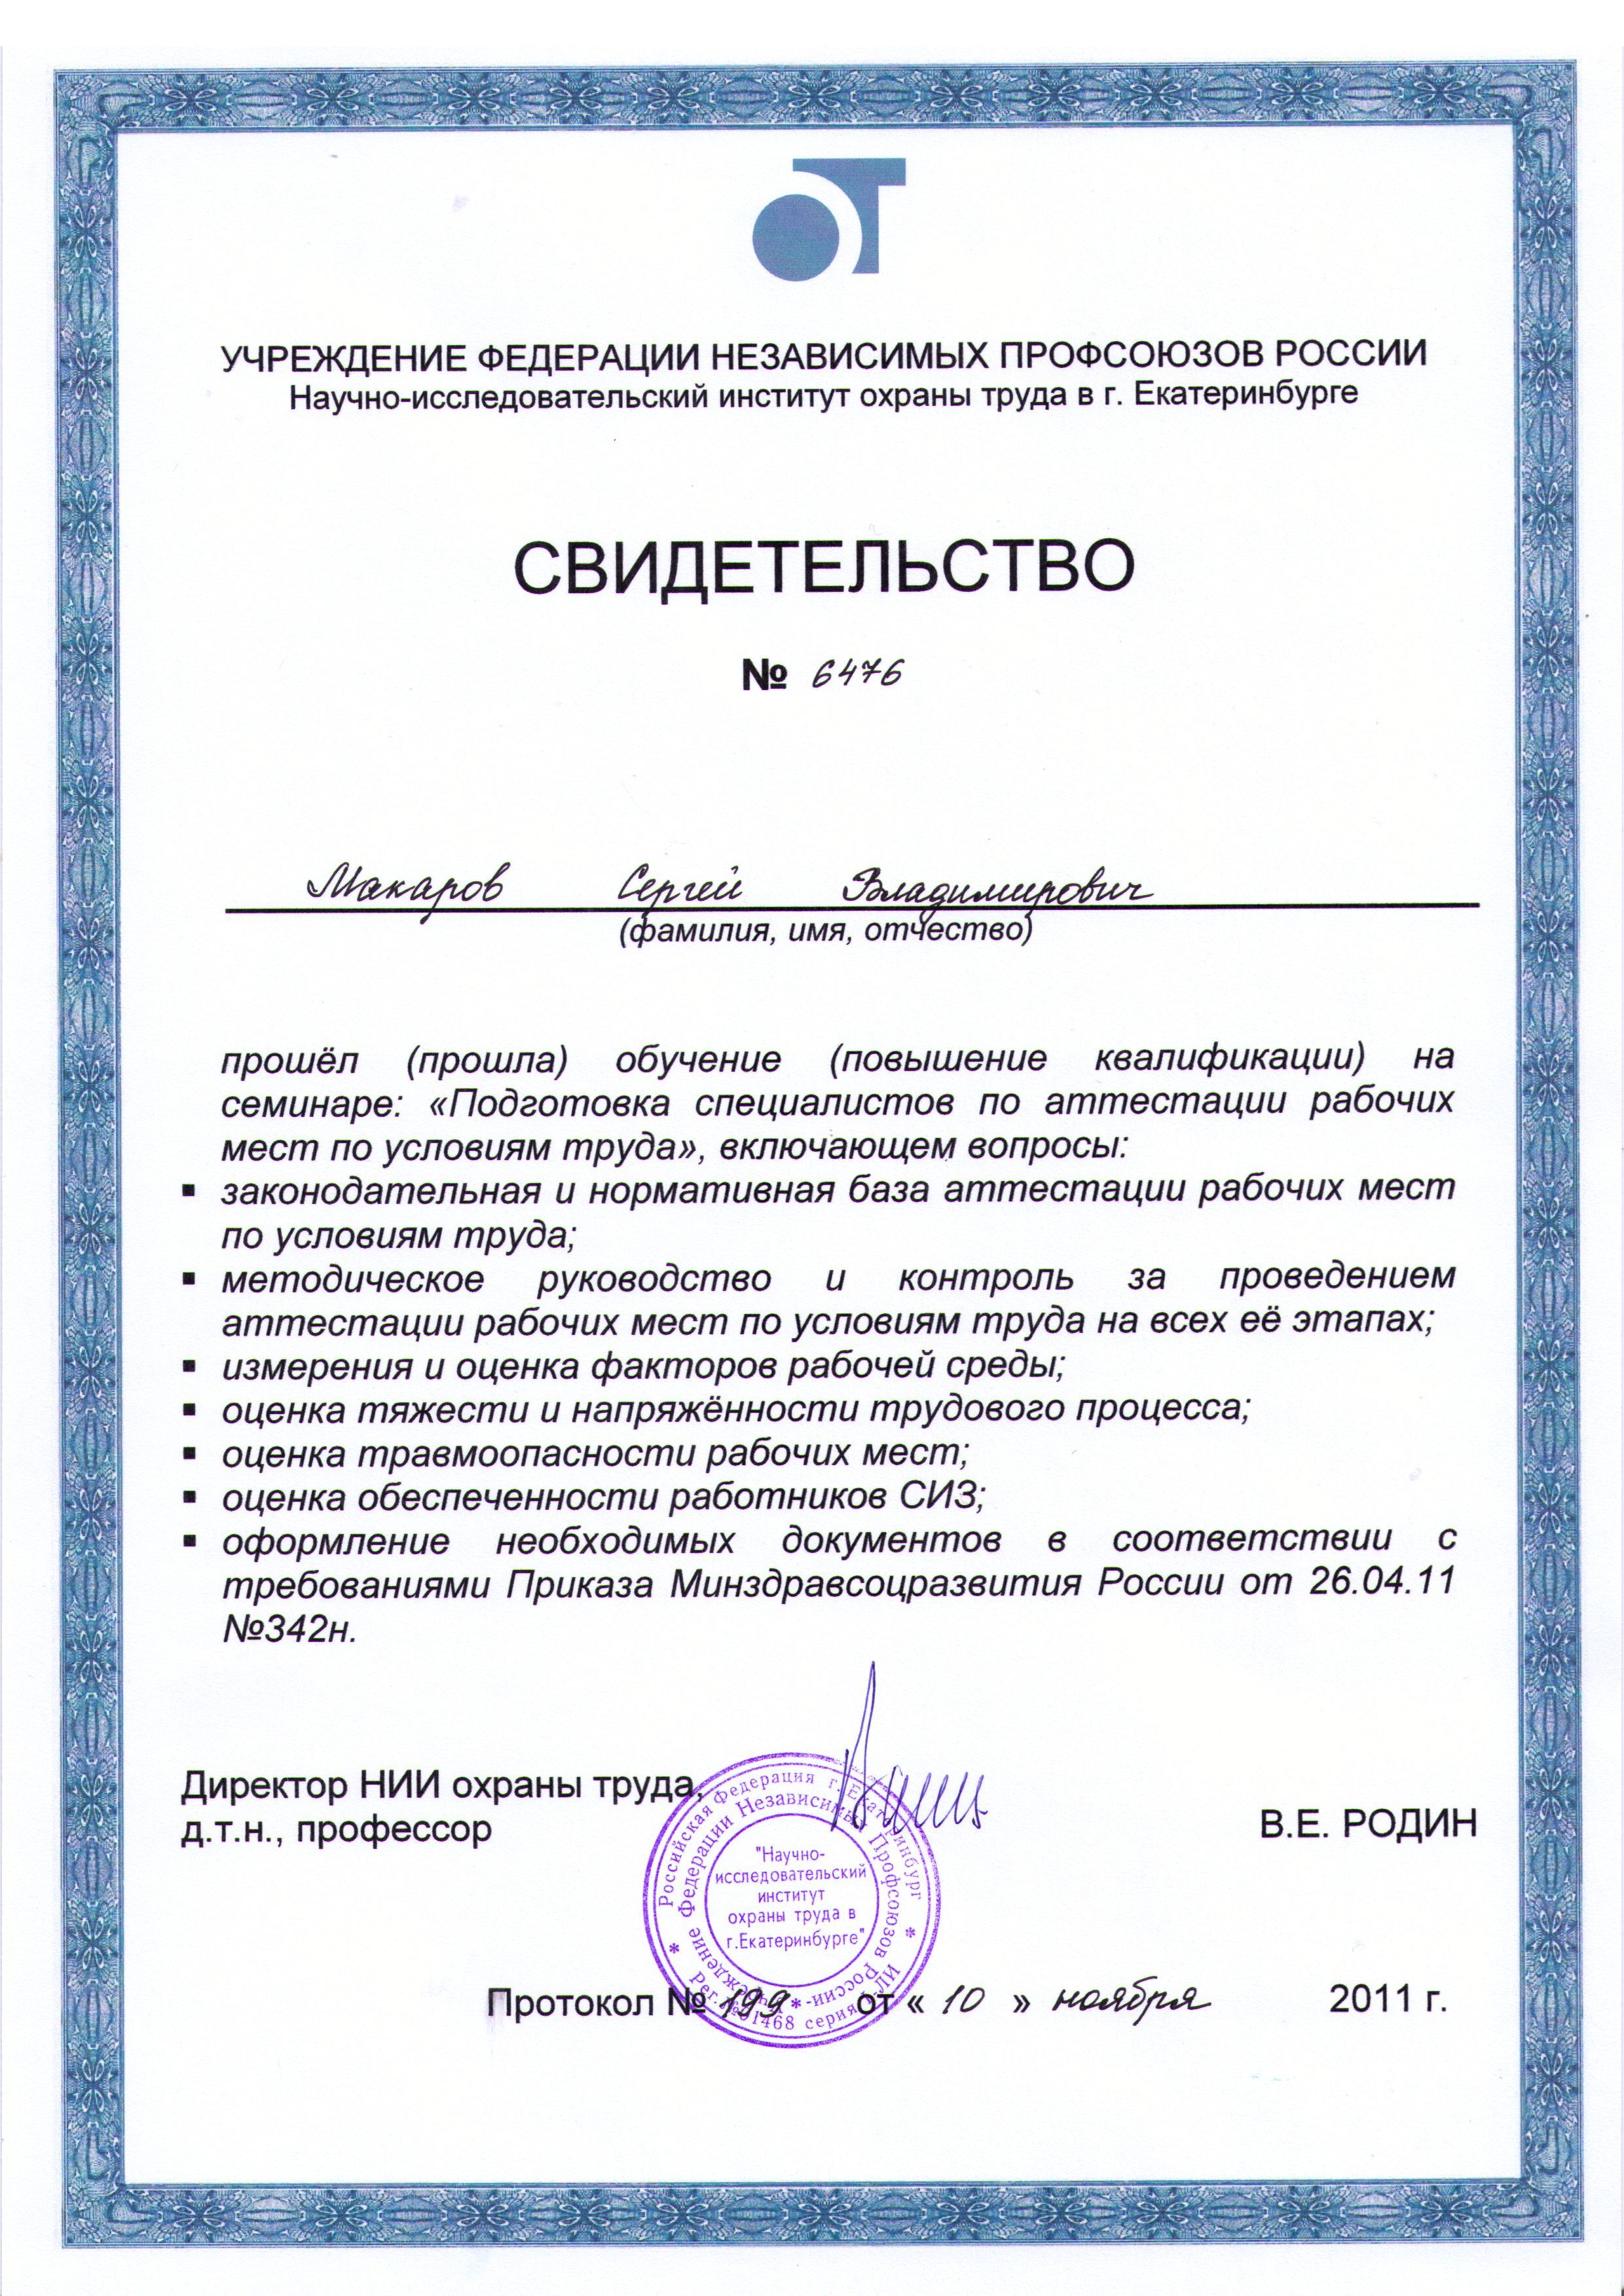 ОТ
УЧРЕЖДЕНИЕ ФЕДЕРАЦИИ НЕЗАВИСИМЫХ ПРОФСОЮЗОВ РОССИИ
Научно-исследовательский институт охраны труда в г. Екатеринбурге
СВИДЕТЕЛЬСТВО
№ 6476
Макаров Сергей Владимирович
(фамилия, имя, отчество)
прошёл (прошла) обучение (повышение квалификации) на
семинаре: «Подготовка специалистов по аттестации рабочих
мест по условиям труда», включающем вопросы:
▪ законодательная и нормативная база аттестации рабочих мест
по условиям труда;
▪ методическое руководство и контроль за проведением
аттестации рабочих мест по условиям труда на всех её этапах;
▪ измерения и оценка факторов рабочей среды;
▪ оценка тяжести и напряжённости трудового процесса;
▪ оценка травмоопасности рабочих мест;
▪ оценка обеспеченности работников СИЗ;
▪ оформление необходимых документов в соответствии с
требованиями Приказа Минздравсоцразвития России от 26.04.11
№342н.
Директор НИИ охраны труда,
д.т.н., профессор
В.Е. РОДИН
Российская Федерация г. Екатеринбург
Учреждение Федерации Независимых Профсоюзов России-
"Научно-
исследовательский
институт
охраны труда в
г.Екатеринбурге"
Рег.№01468 серия
Протокол № 199 от « 10 » ноября 2011 г.